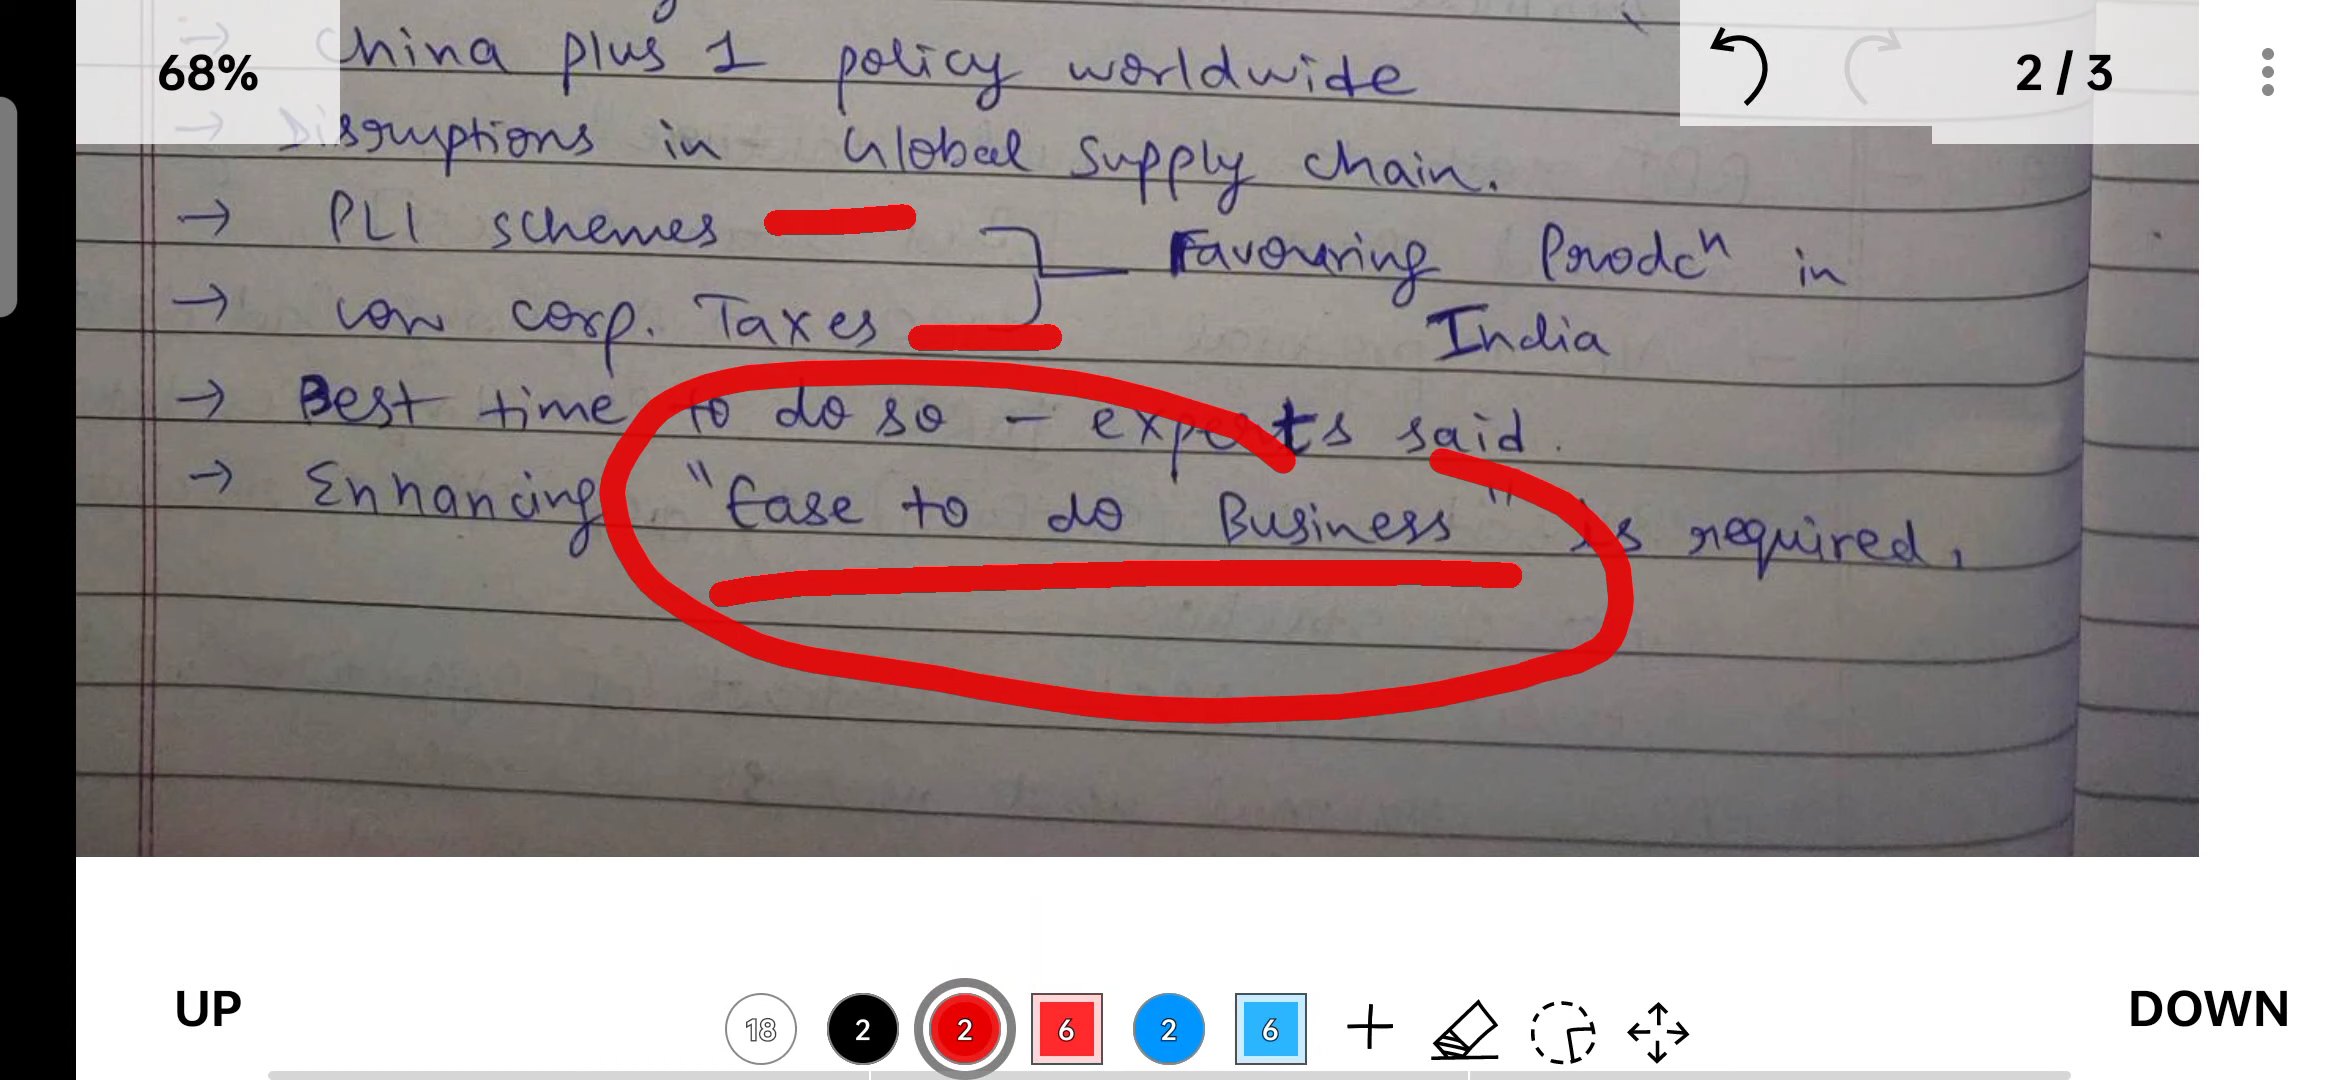 68%
2 / 3
→ China plus 1 policy worldwide
→ Disruptions in Global supply chain.
→ PLI schemes
Favouring Prodcn in
→ Low corp. Taxes
India
→ Best time to do so – experts said.
→ Enhancing "Ease to do Business" is required,
UP
18 2 2 6 2 6
DOWN